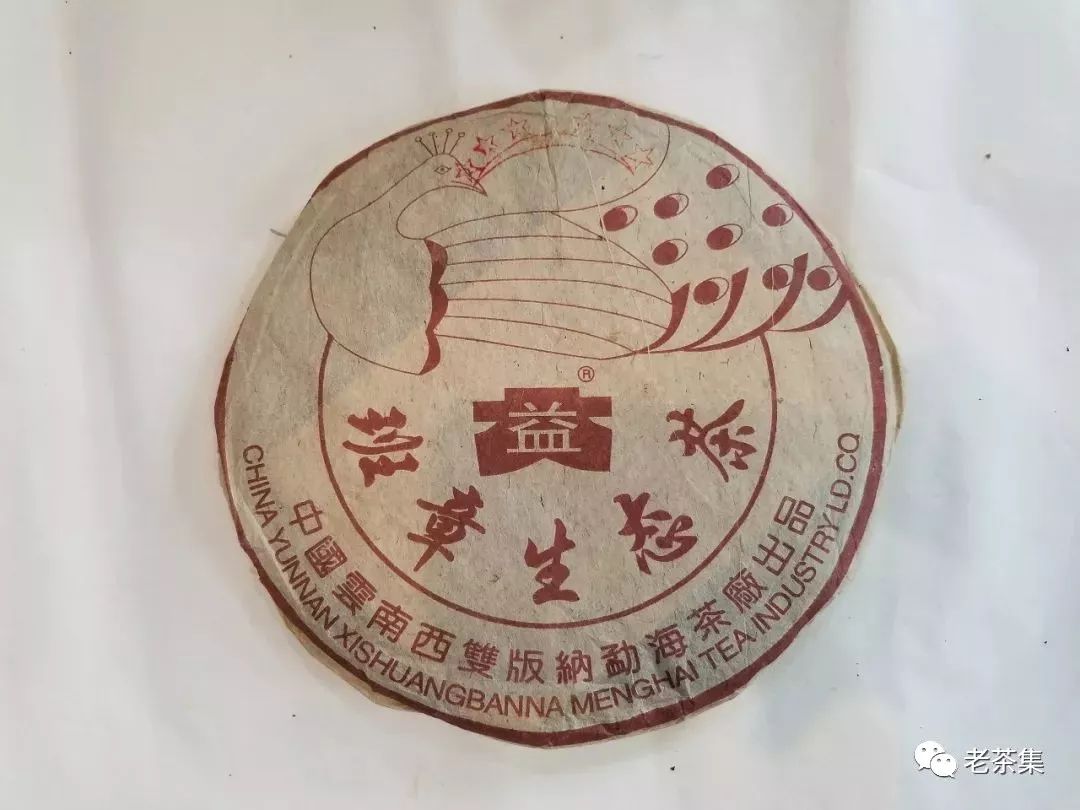 益
®
班章生态茶
中國雲南西雙版納勐海茶廠出品
CHINA YUNNAN XISHUANGBANNA MENGHAI TEA INDUSTRY LD.CO
老茶集